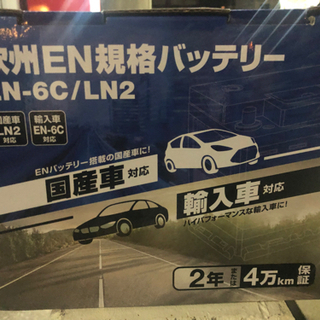 欧州EN規格バッテリー
EN-6C/LN2
国産車 LN2 対応
輸入車 EN-6C 対応
ENバッテリー搭載の国産車に!
国産車対応
輸入車対応
ハイパフォーマンスな輸入車に!
2年または4万km保証